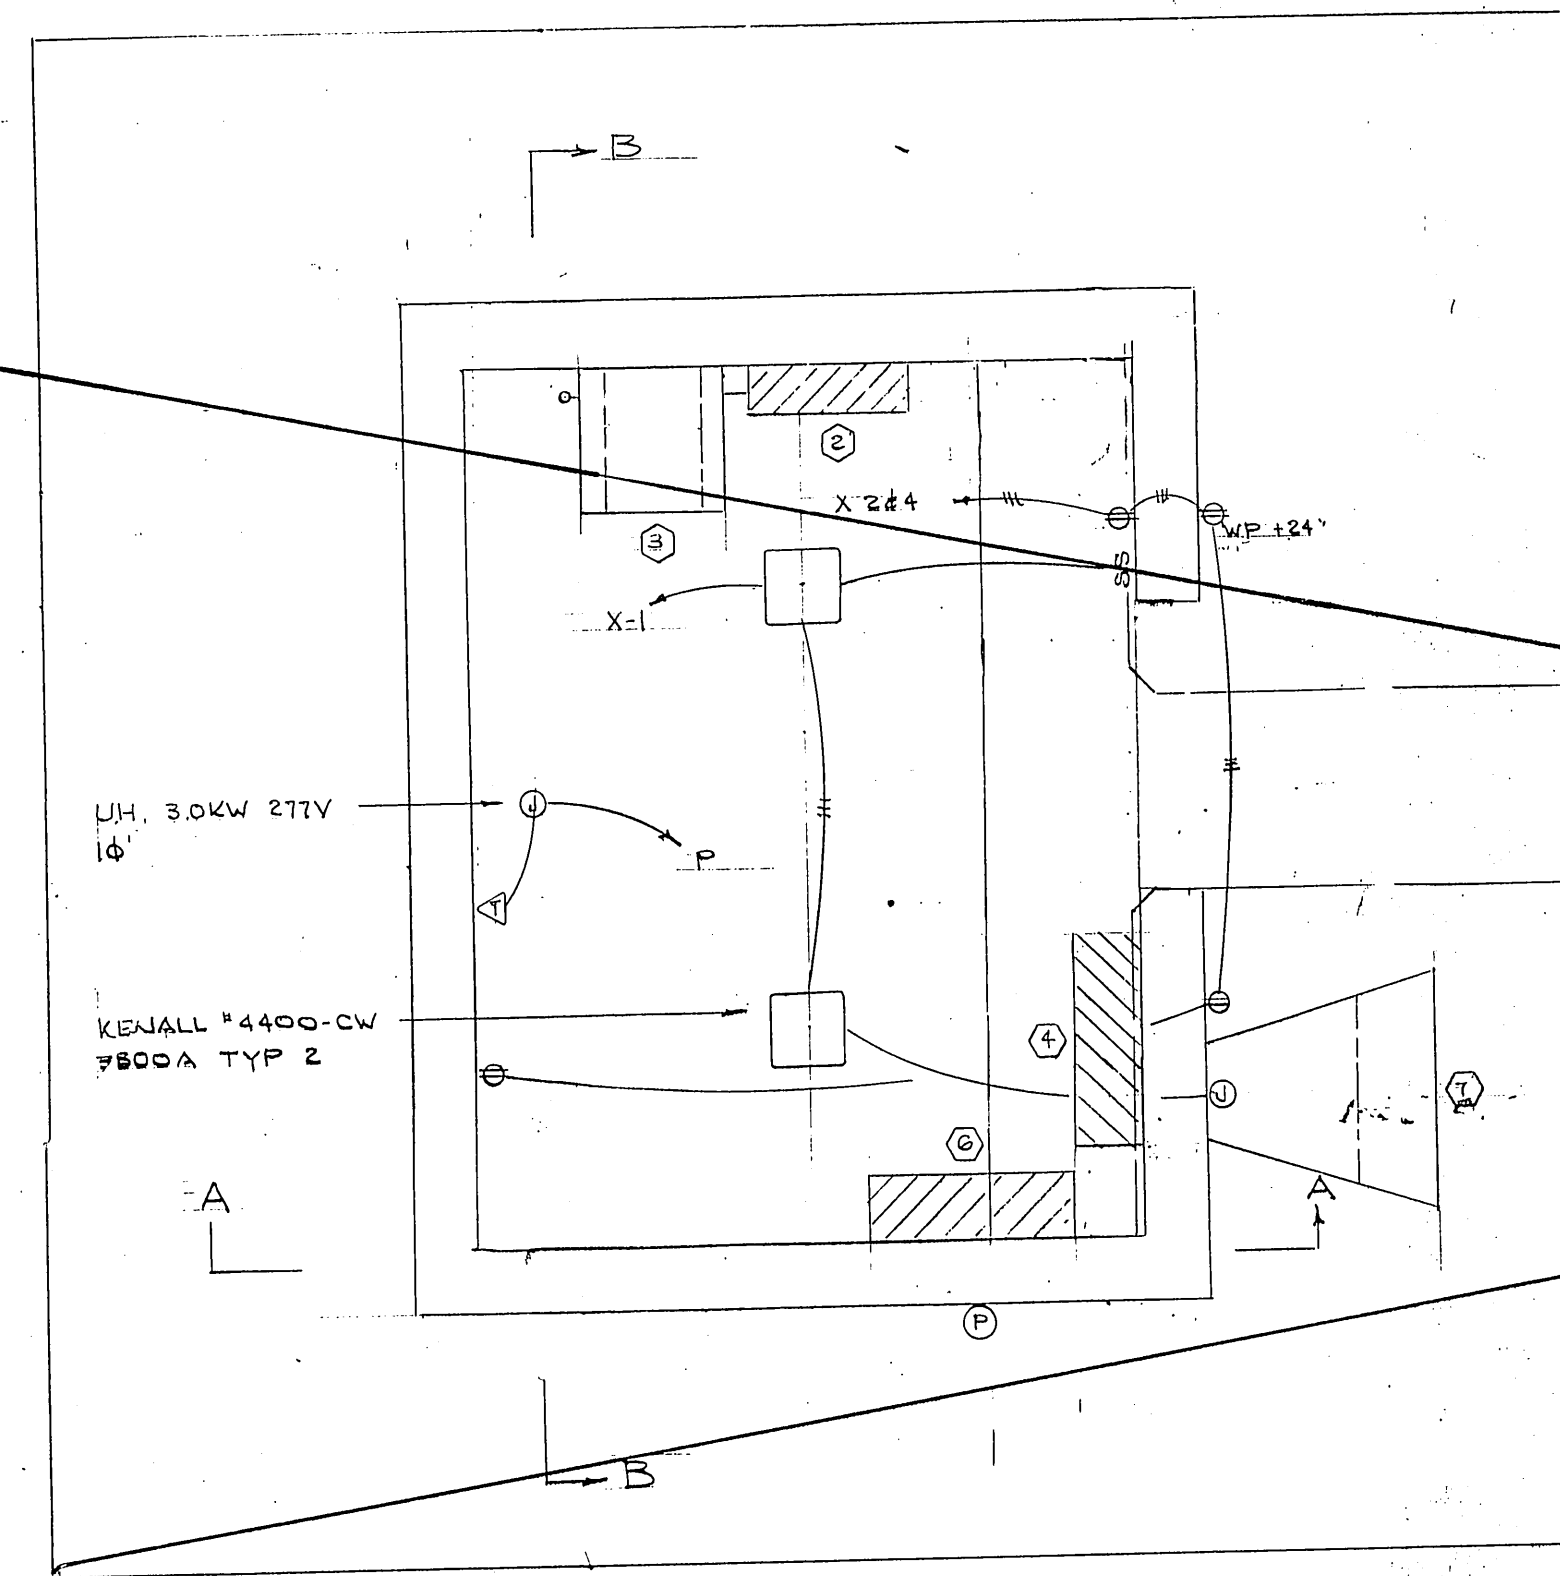 B
2
X 2&4
WP +24"
3
SS
X-1
U.H. 3.0KW 277V
1ϕ
J
P
T
KENALL #4400-CW
TYP 2
4
J
7
6
A
A
P
B